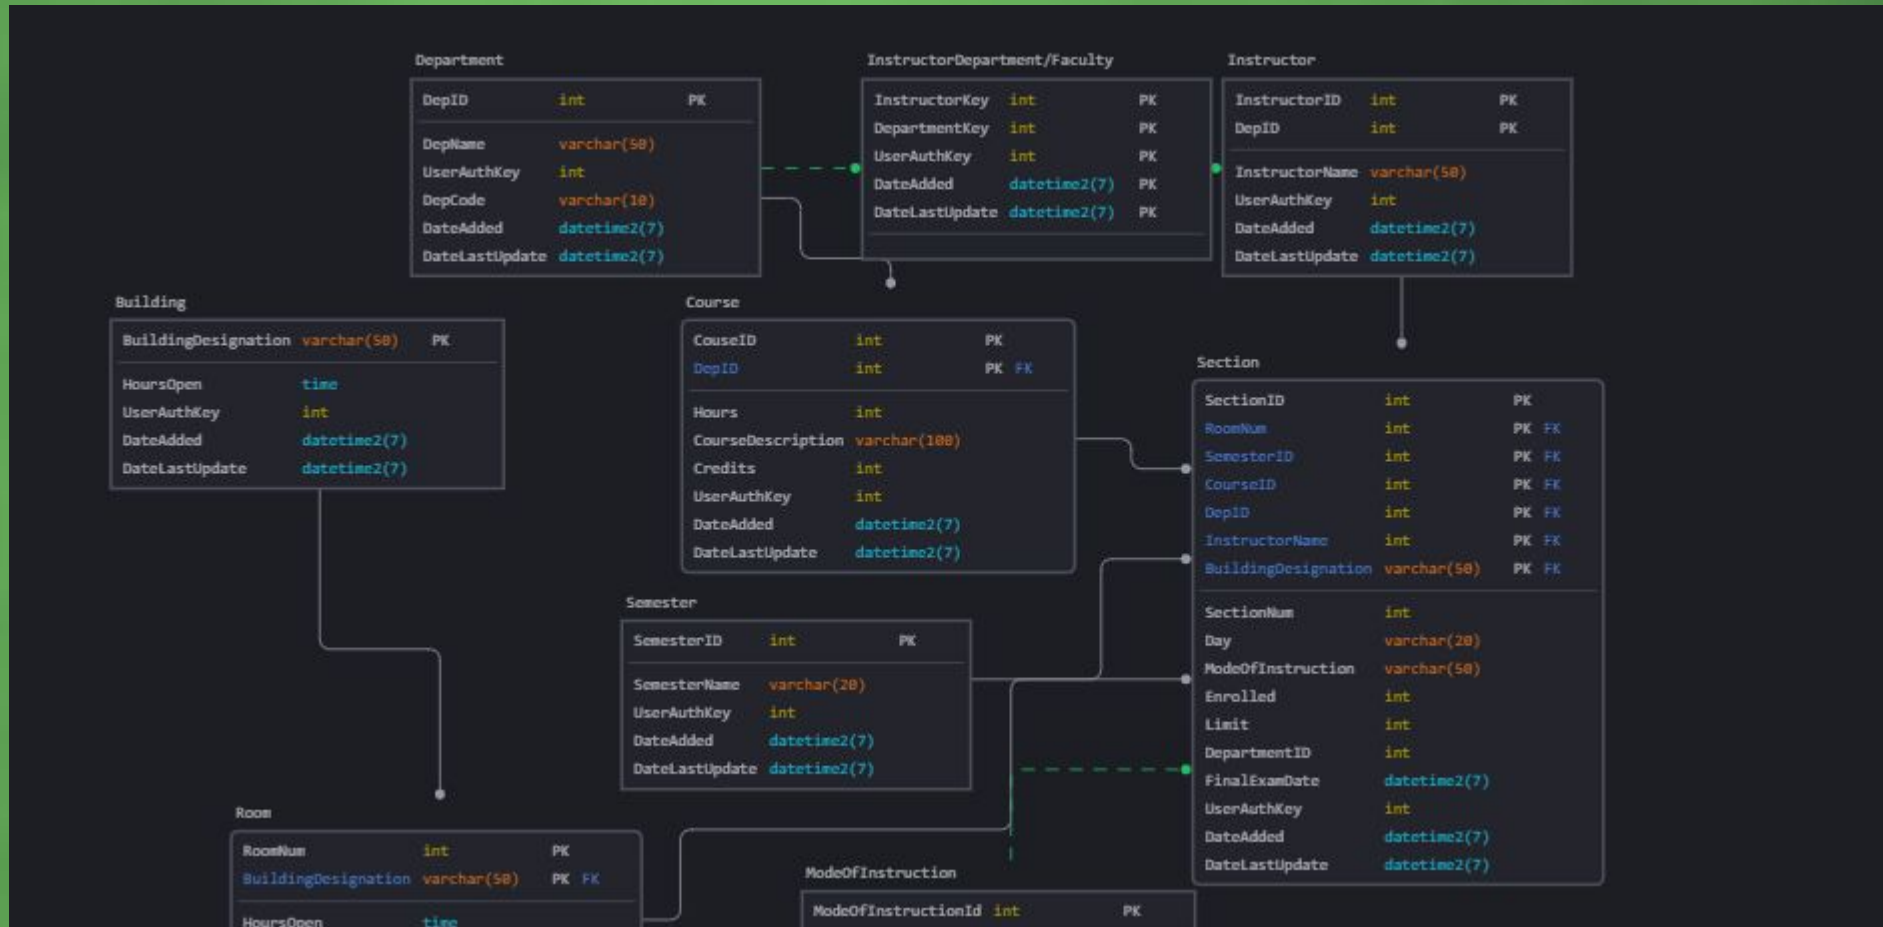 Department
DepID int PK
DepName varchar(50)
UserAuthKey int
DepCode varchar(10)
DateAdded datetime2(7)
DateLastUpdate datetime2(7)
InstructorDepartment/Faculty
InstructorKey int PK
DepartmentKey int PK
UserAuthKey int PK
DateAdded datetime2(7) PK
DateLastUpdate datetime2(7) PK
Instructor
InstructorID int PK
DepID int PK
InstructorName varchar(50)
UserAuthKey int
DateAdded datetime2(7)
DateLastUpdate datetime2(7)
Building
BuildingDesignation varchar(50) PK
HoursOpen time
UserAuthKey int
DateAdded datetime2(7)
DateLastUpdate datetime2(7)
Course
CouseID int PK
DepID int PK FK
Hours int
CourseDescription varchar(100)
Credits int
UserAuthKey int
DateAdded datetime2(7)
DateLastUpdate datetime2(7)
Section
SectionID int PK
RoomNum int PK FK
SemesterID int PK FK
CourseID int PK FK
DepID int PK FK
InstructorName int PK FK
BuildingDesignation varchar(50) PK FK
SectionNum int
Day varchar(20)
ModeOfInstruction varchar(50)
Enrolled int
Limit int
DepartmentID int
FinalExamDate datetime2(7)
UserAuthKey int
DateAdded datetime2(7)
DateLastUpdate datetime2(7)
Semester
SemesterID int PK
SemesterName varchar(20)
UserAuthKey int
DateAdded datetime2(7)
DateLastUpdate datetime2(7)
Room
RoomNum int PK
BuildingDesignation varchar(50) PK FK
HoursOpen time
ModeOfInstruction
ModeOfInstructionId int PK